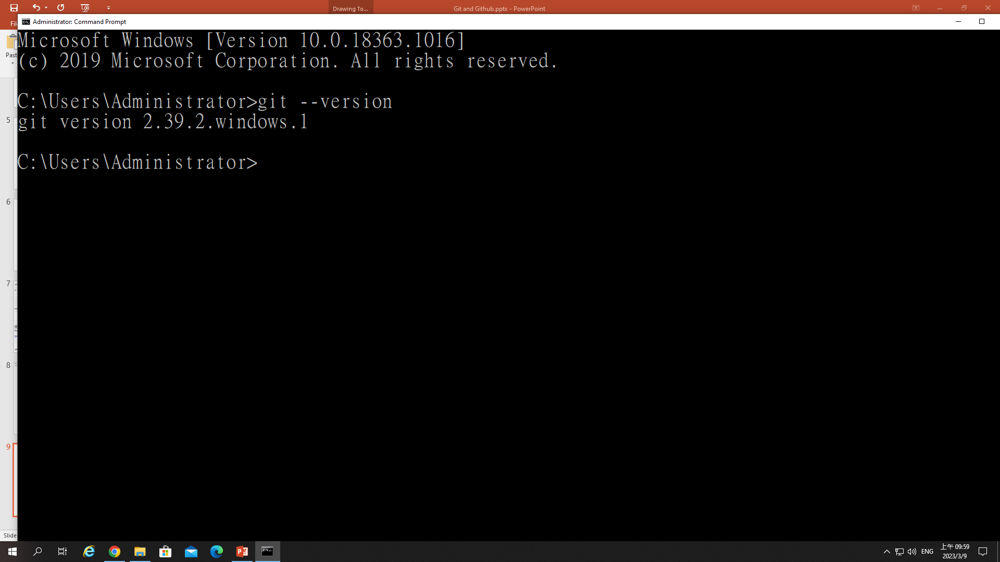 Drawing To...
Git and Github.pptx - PowerPoint
Administrator: Command Prompt
Microsoft Windows [Version 10.0.18363.1016]
(c) 2019 Microsoft Corporation. All rights reserved.
C:\Users\Administrator>git --version
git version 2.39.2.windows.1
C:\Users\Administrator>
Past
5
6
7
8
9
Slide
ENG
上午 09:59
2023/3/9